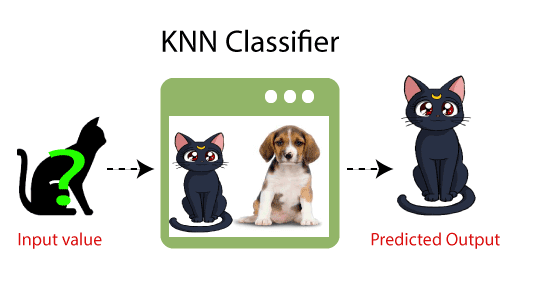 KNN Classifier
?
Input value
Predicted Output